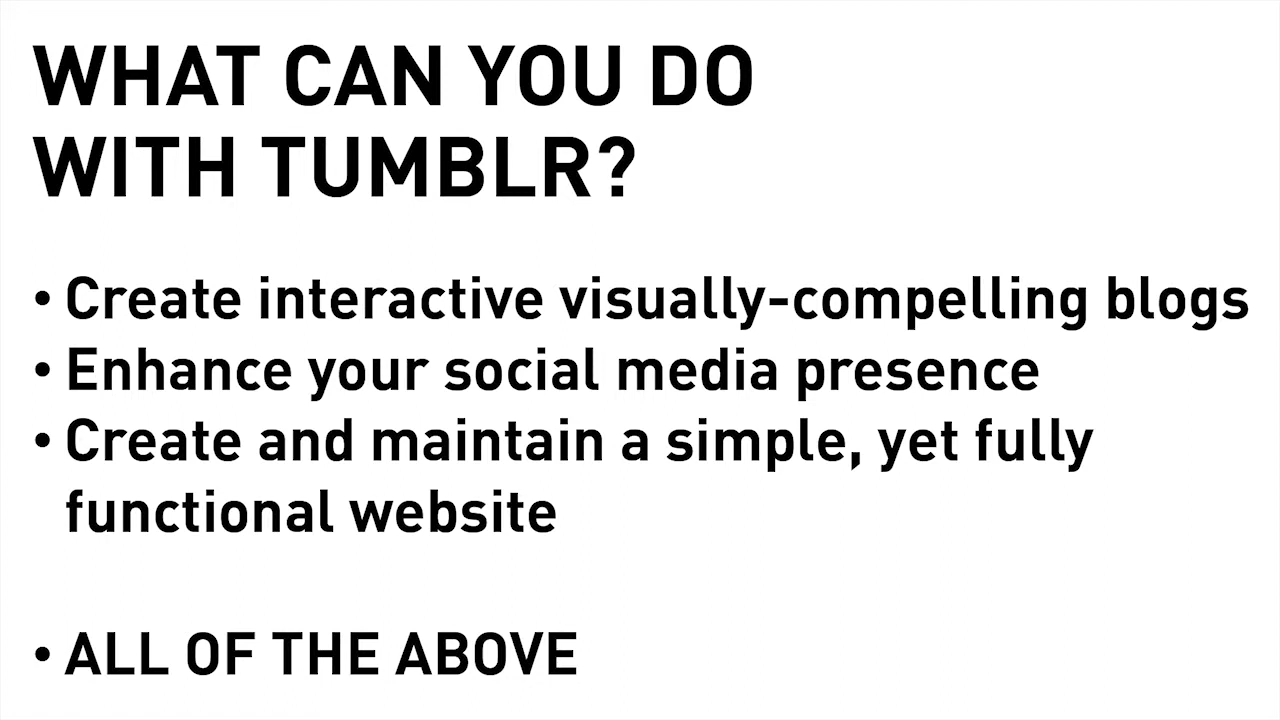 WHAT CAN YOU DO
WITH TUMBLR?
• Create interactive visually-compelling blogs
• Enhance your social media presence
• Create and maintain a simple, yet fully
functional website
• ALL OF THE ABOVE